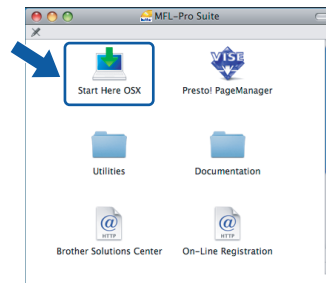 MFL-Pro Suite
Start Here OSX
VISE
Presto! PageManager
Utilities
Documentation
@
HTTP
Brother Solutions Center
@
HTTP
On-Line Registration